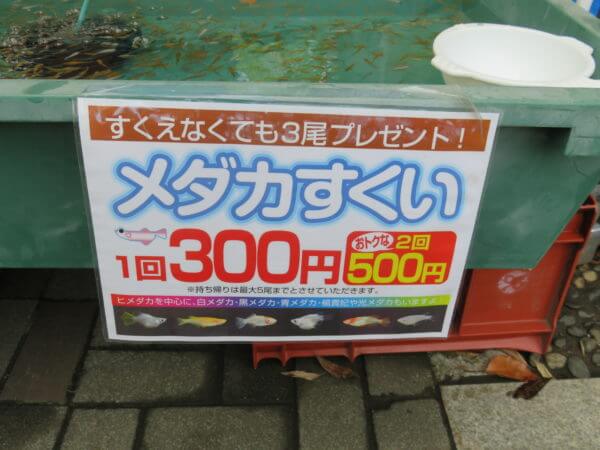 すくえなくても3尾プレゼント!
メダカすくい
1回300円 おトクな2回500円
※持ち帰りは最大5尾までとさせていただきます。
ヒメダカを中心に、白メダカ・黒メダカ・青メダカ・楊貴妃や光メダカもいますよ!